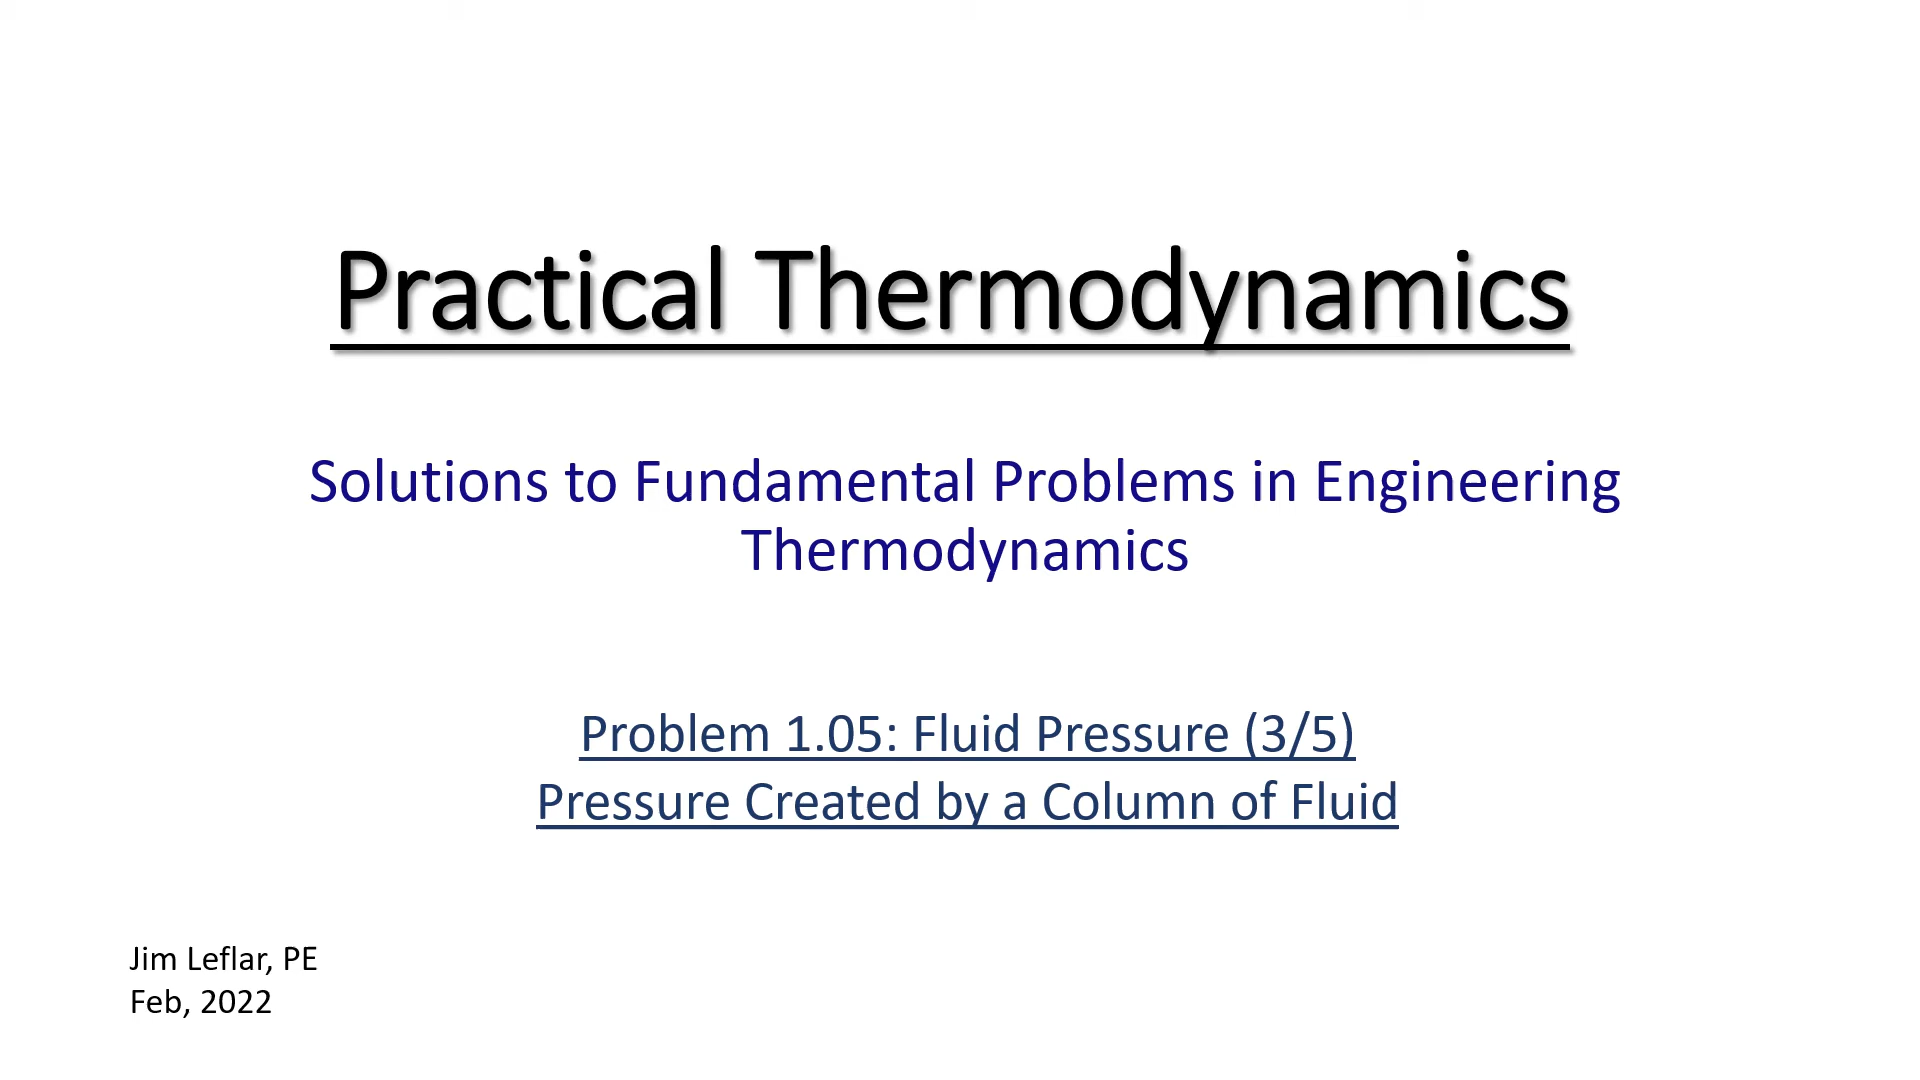 Practical Thermodynamics
Solutions to Fundamental Problems in Engineering
Thermodynamics
Problem 1.05: Fluid Pressure (3/5)
Pressure Created by a Column of Fluid
Jim Leflar, PE
Feb, 2022